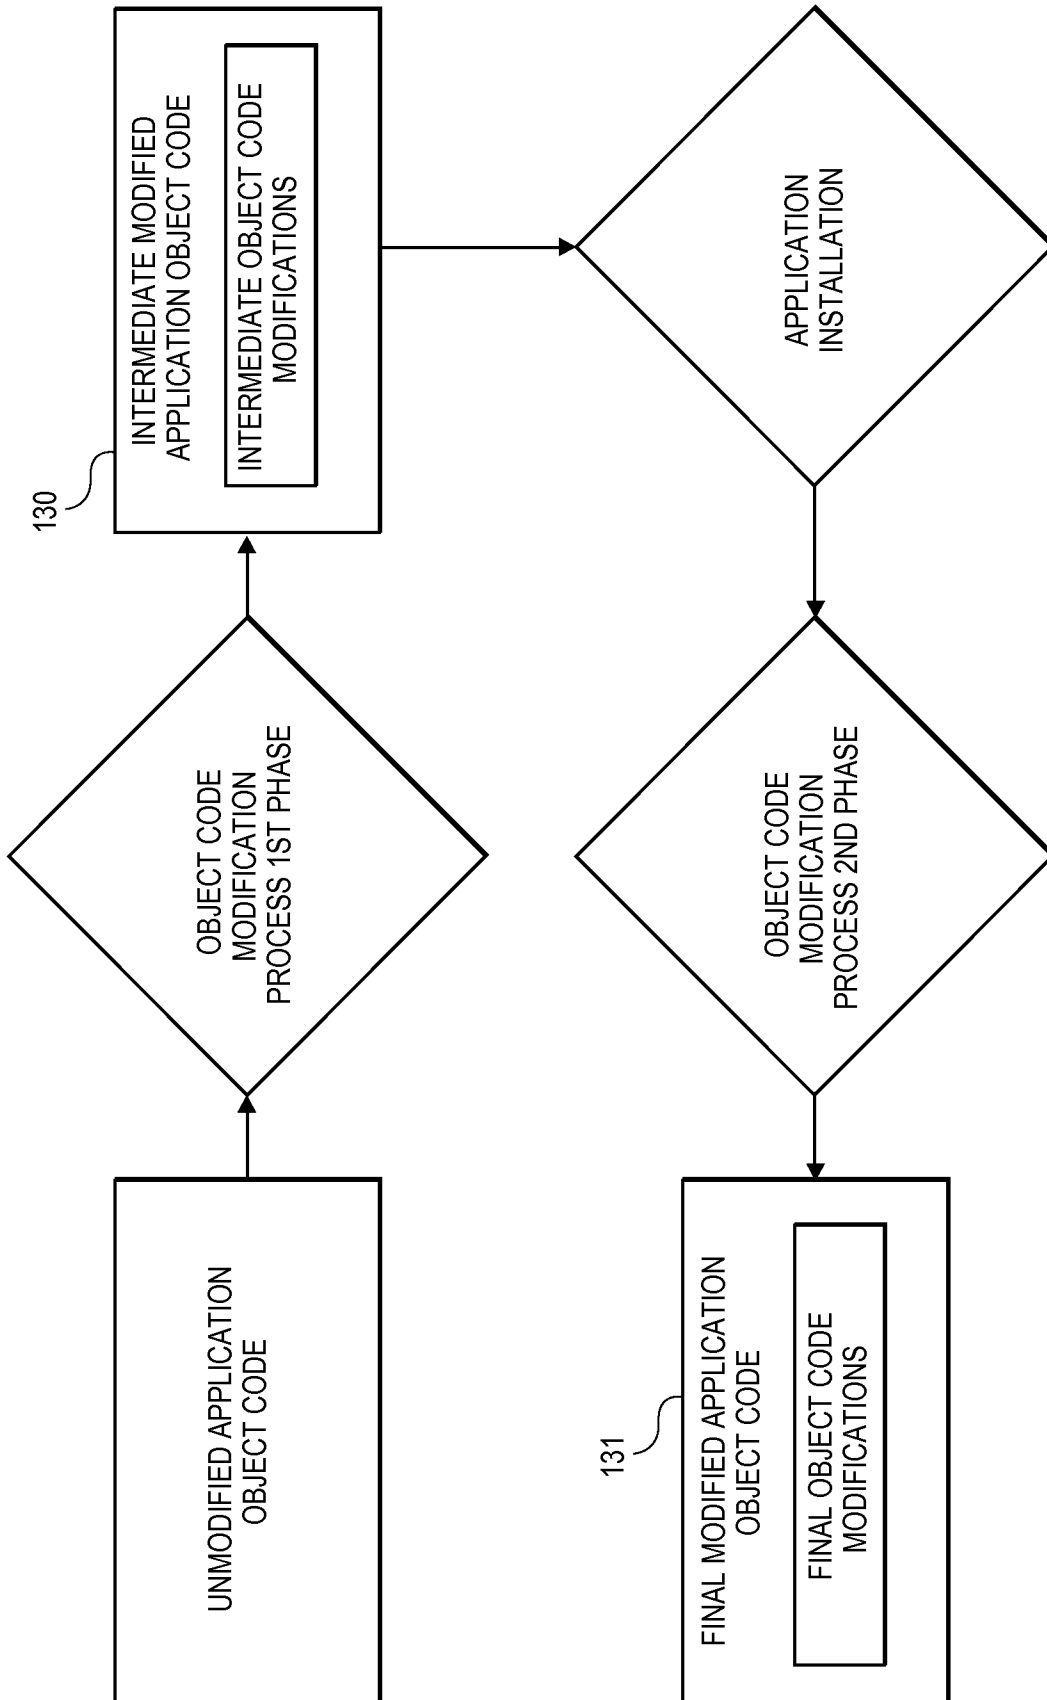 UNMODIFIED APPLICATION
OBJECT CODE
OBJECT CODE
MODIFICATION
PROCESS 1ST PHASE
130
INTERMEDIATE MODIFIED
APPLICATION OBJECT CODE
INTERMEDIATE OBJECT CODE
MODIFICATIONS
APPLICATION
INSTALLATION
OBJECT CODE
MODIFICATION
PROCESS 2ND PHASE
131
FINAL MODIFIED APPLICATION
OBJECT CODE
FINAL OBJECT CODE
MODIFICATIONS